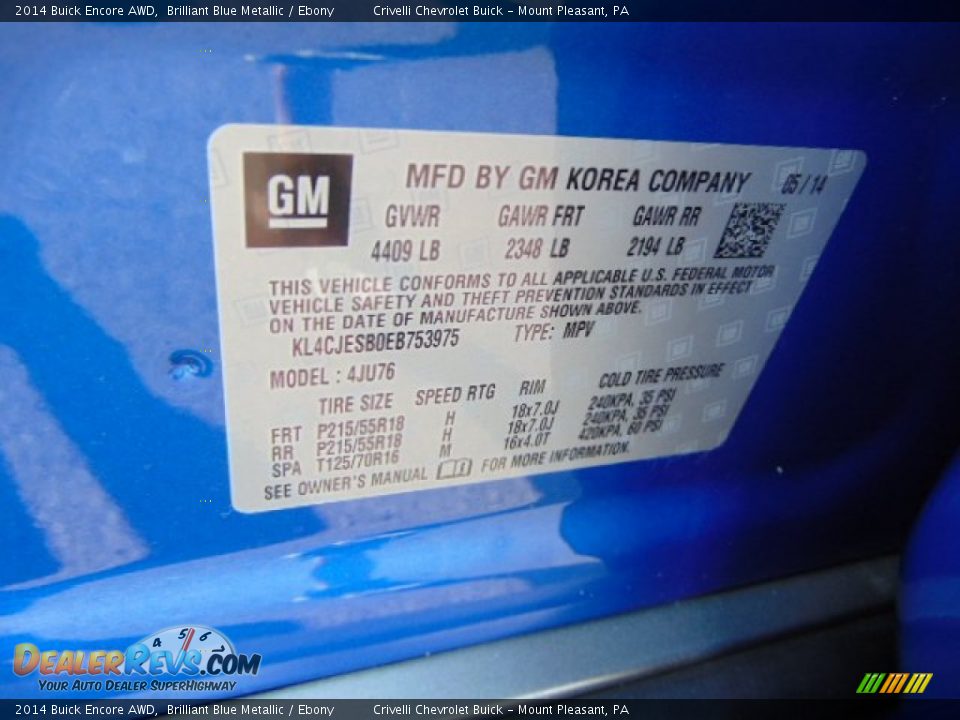 2014 Buick Encore AWD, Brilliant Blue Metallic / Ebony Crivelli Chevrolet Buick - Mount Pleasant, PA
GM
MFD BY GM KOREA COMPANY 05/14
GVWR GAWR FRT GAWR RR
4409 LB 2348 LB 2194 LB
THIS VEHICLE CONFORMS TO ALL APPLICABLE U.S. FEDERAL MOTOR
VEHICLE SAFETY AND THEFT PREVENTION STANDARDS IN EFFECT
ON THE DATE OF MANUFACTURE SHOWN ABOVE.
KL4CJESB0EB753975 TYPE: MPV
MODEL : 4JU76
TIRE SIZE SPEED RTG RIM COLD TIRE PRESSURE
FRT P215/55R18 H 18x7.0J 240KPA, 35 PSI
RR P215/55R18 H 18x7.0J 240KPA, 35 PSI
SPA T125/70R16 M 16x4.0T 420KPA, 60 PSI
SEE OWNER'S MANUAL FOR MORE INFORMATION.
4 5 6 7
DealerRevs.com
Your Auto Dealer SuperHighway
2014 Buick Encore AWD, Brilliant Blue Metallic / Ebony Crivelli Chevrolet Buick - Mount Pleasant, PA